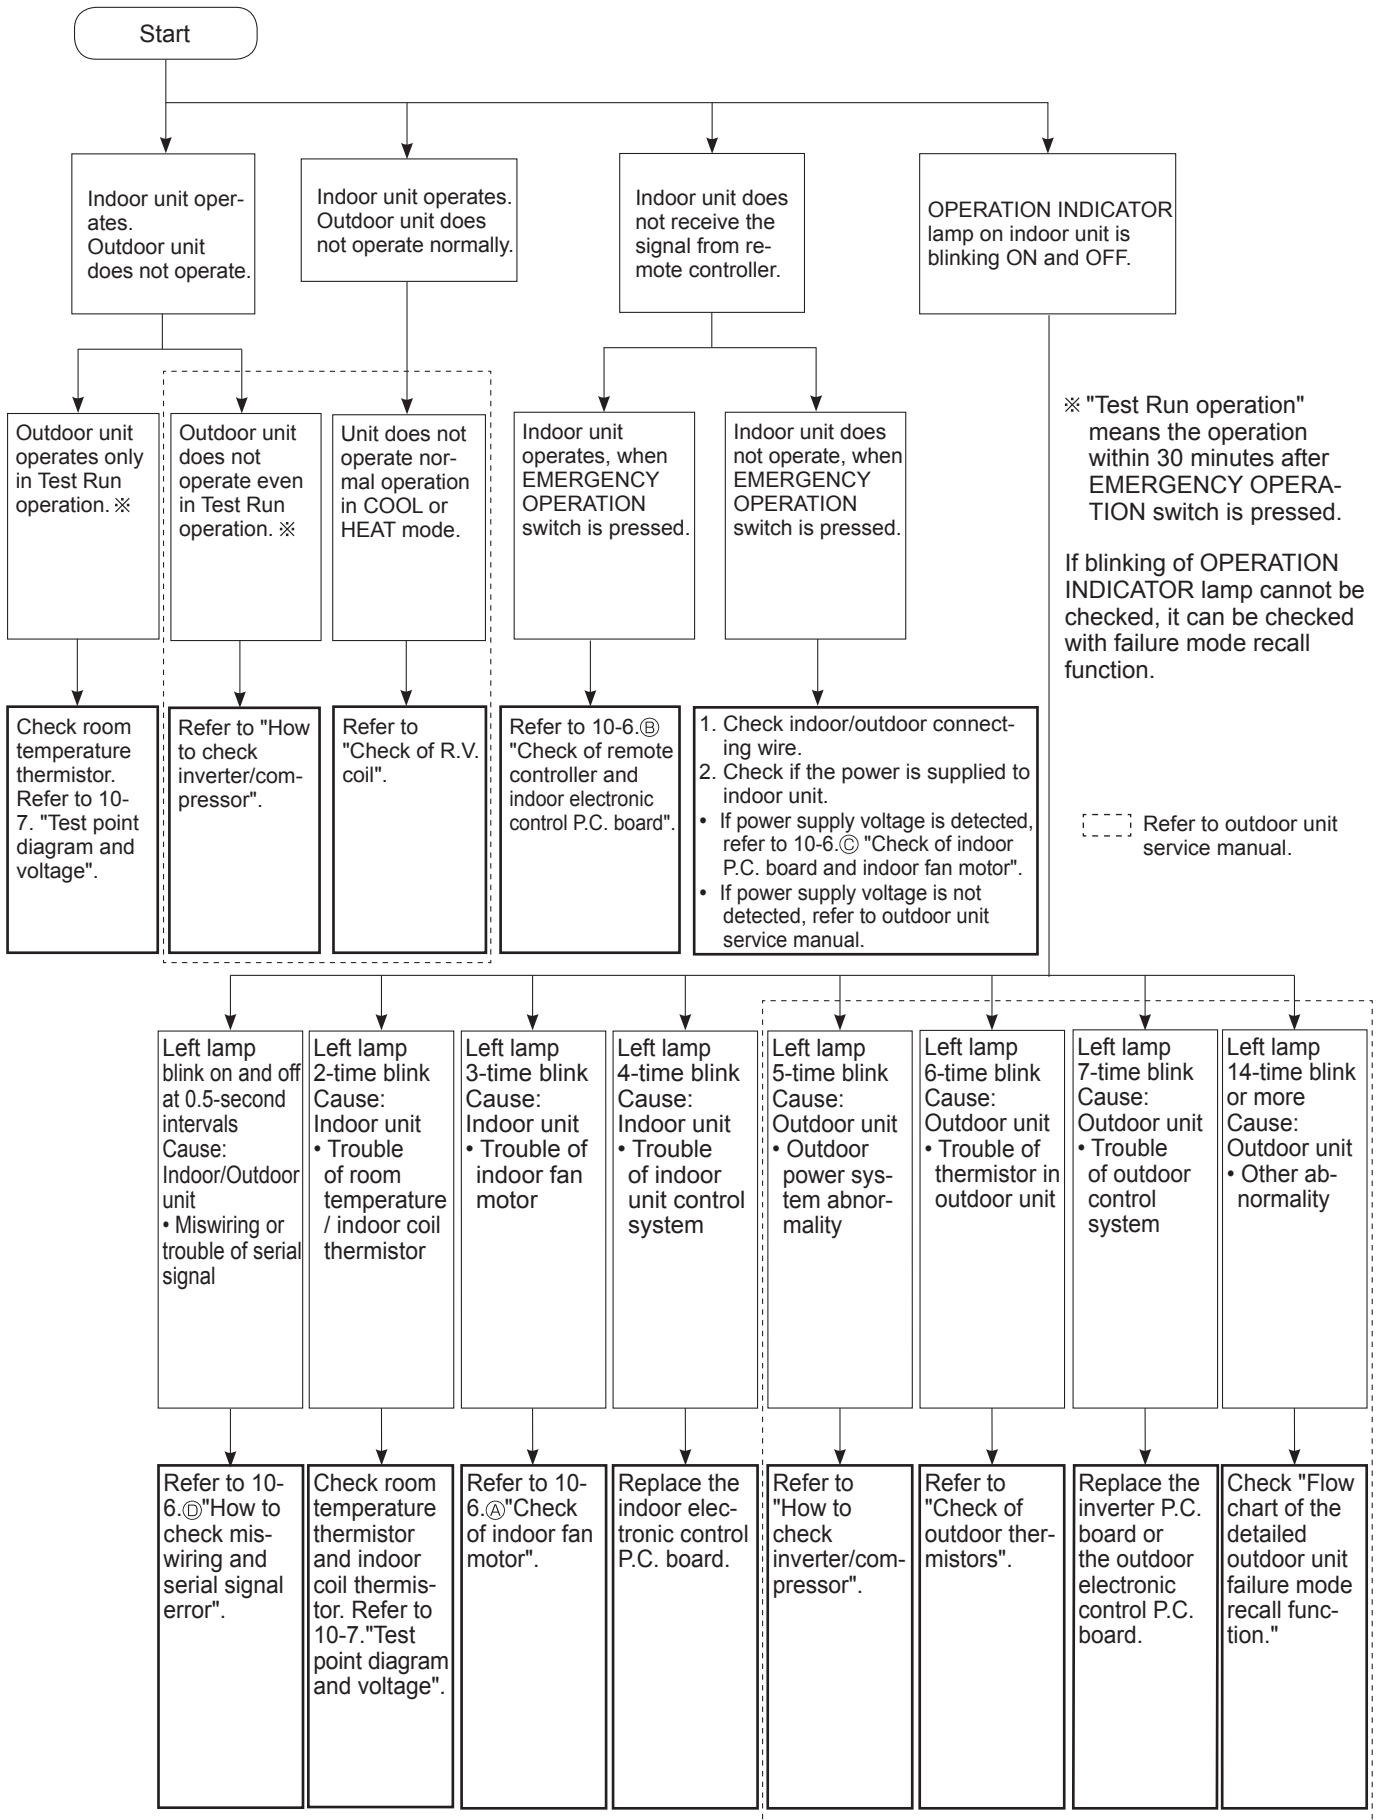 Start
Indoor unit oper-
ates.
Outdoor unit
does not operate.
Indoor unit operates.
Outdoor unit does
not operate normally.
Indoor unit does
not receive the
signal from re-
mote controller.
OPERATION INDICATOR
lamp on indoor unit is
blinking ON and OFF.
Outdoor unit
operates only
in Test Run
operation. ※
Outdoor unit
does not
operate even
in Test Run
operation. ※
Unit does not
operate nor-
mal operation
in COOL or
HEAT mode.
Indoor unit
operates, when
EMERGENCY
OPERATION
switch is pressed.
Indoor unit does
not operate, when
EMERGENCY
OPERATION
switch is pressed.
※ "Test Run operation"
means the operation
within 30 minutes after
EMERGENCY OPERA-
TION switch is pressed.
If blinking of OPERATION
INDICATOR lamp cannot be
checked, it can be checked
with failure mode recall
function.
Check room
temperature
thermistor.
Refer to 10-
7. "Test point
diagram and
voltage".
Refer to "How
to check
inverter/com-
pressor".
Refer to
"Check of R.V.
coil".
Refer to 10-6.Ⓑ
"Check of remote
controller and
indoor electronic
control P.C. board".
1. Check indoor/outdoor connect-
ing wire.
2. Check if the power is supplied to
indoor unit.
• If power supply voltage is detected,
refer to 10-6.Ⓒ "Check of indoor
P.C. board and indoor fan motor".
• If power supply voltage is not
detected, refer to outdoor unit
service manual.
Refer to outdoor unit
service manual.
Left lamp
blink on and off
at 0.5-second
intervals
Cause:
Indoor/Outdoor
unit
• Miswiring or
trouble of serial
signal
Left lamp
2-time blink
Cause:
Indoor unit
• Trouble
of room
temperature
/ indoor coil
thermistor
Left lamp
3-time blink
Cause:
Indoor unit
• Trouble of
indoor fan
motor
Left lamp
4-time blink
Cause:
Indoor unit
• Trouble
of indoor
unit control
system
Left lamp
5-time blink
Cause:
Outdoor unit
• Outdoor
power sys-
tem abnor-
mality
Left lamp
6-time blink
Cause:
Outdoor unit
• Trouble of
thermistor in
outdoor unit
Left lamp
7-time blink
Cause:
Outdoor unit
• Trouble
of outdoor
control
system
Left lamp
14-time blink
or more
Cause:
Outdoor unit
• Other ab-
normality
Refer to 10-
6.Ⓓ"How to
check mis-
wiring and
serial signal
error".
Check room
temperature
thermistor
and indoor
coil thermis-
tor. Refer to
10-7."Test
point diagram
and voltage".
Refer to 10-
6.Ⓐ"Check
of indoor fan
motor".
Replace the
indoor elec-
tronic control
P.C. board.
Refer to
"How to
check
inverter/com-
pressor".
Refer to
"Check of
outdoor ther-
mistors".
Replace the
inverter P.C.
board or
the outdoor
electronic
control P.C.
board.
Check "Flow
chart of the
detailed
outdoor unit
failure mode
recall func-
tion."